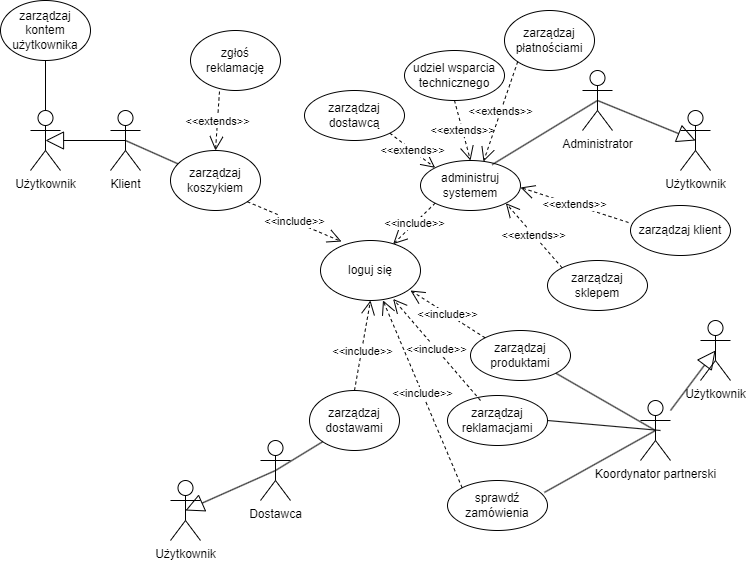 zarządzaj
kontem
użytkownika
zgłoś
reklamację
zarządzaj
płatnościami
udziel wsparcia
technicznego
zarządzaj
dostawcą
<<extends>>
<<extends>>
<<extends>>
<<extends>>
Administrator
Użytkownik
Klient
zarządzaj
koszykiem
administruj
systemem
Użytkownik
<<include>>
<<include>>
<<extends>>
<<extends>>
zarządzaj klient
loguj się
zarządzaj
sklepem
<<include>>
<<include>>
<<include>>
<<include>>
zarządzaj
produktami
Użytkownik
zarządzaj
dostawami
zarządzaj
reklamacjami
Koordynator partnerski
sprawdź
zamówienia
Dostawca
Użytkownik